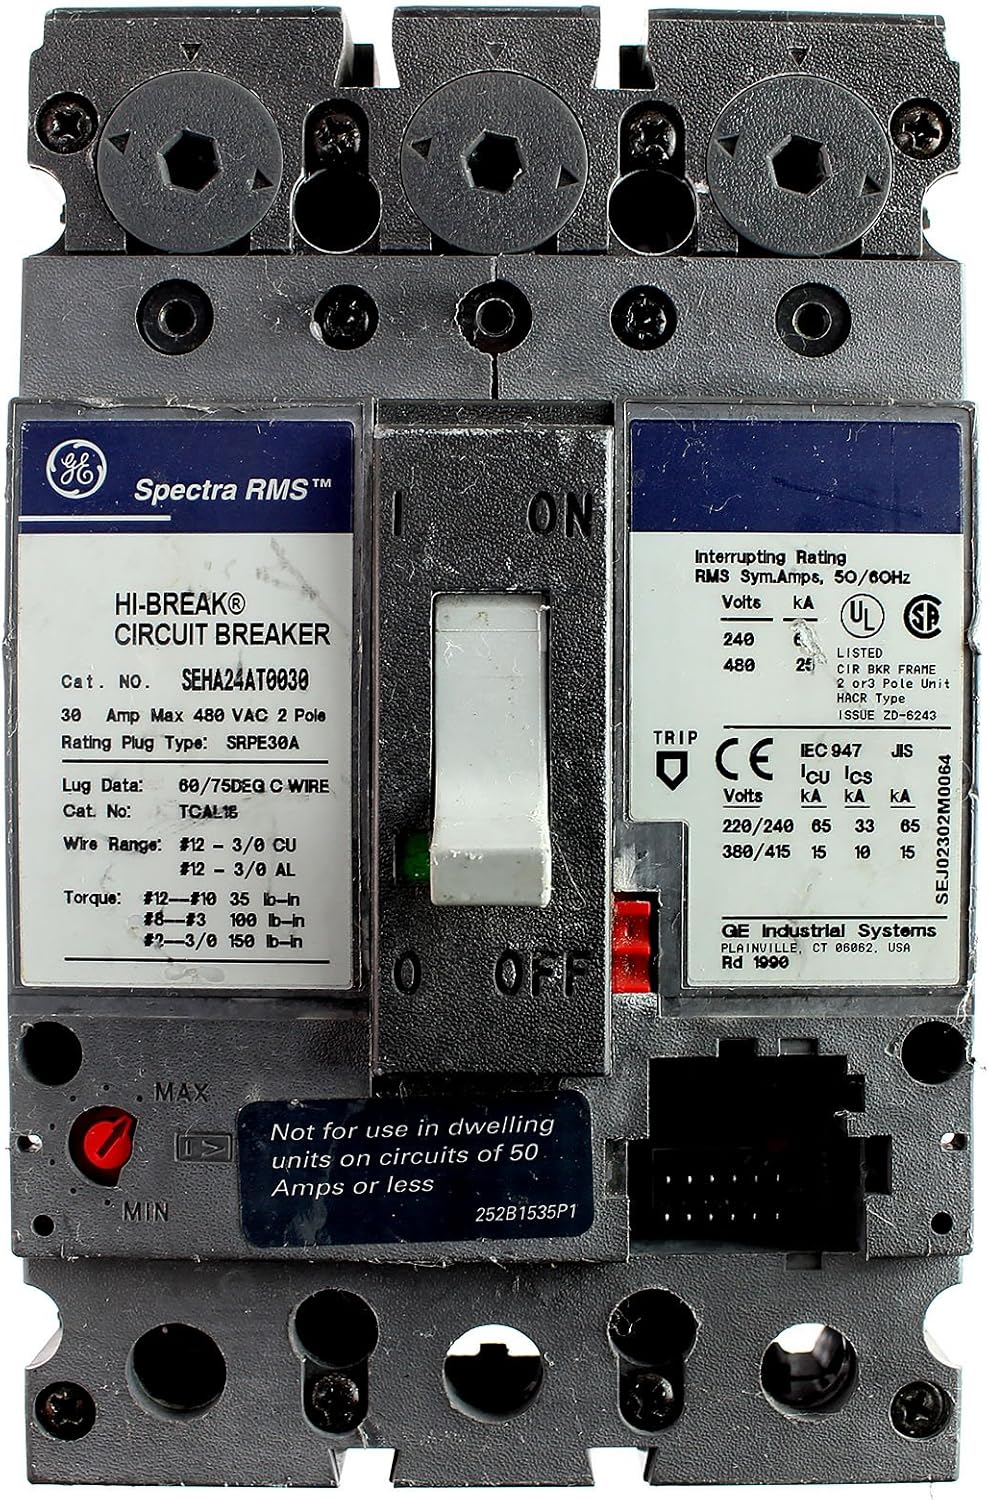 GE
Spectra RMS™
HI-BREAK®
CIRCUIT BREAKER
Cat. NO. SEHA24AT0030
30 Amp Max 480 VAC 2 Pole
Rating Plug Type: SRPE30A
Lug Data: 60/75DEG C WIRE
Cat. No: TCAL16
Wire Range: #12 - 3/0 CU
#12 - 3/0 AL
Torque: #12--#10 35 lb-in
#8--#3 100 lb-in
#2--3/0 150 lb-in
I ON
O OFF
Interrupting Rating
RMS Sym.Amps, 50/60Hz
Volts kA
240
480 25
UL
SA
LISTED
CIR BKR FRAME
2 or3 Pole Unit
HACR Type
ISSUE ZD-6243
TRIP
CE IEC 947 JIS
ICU ICS
Volts kA kA kA
220/240 65 33 65
380/415 15 10 15
GE Industrial Systems
PLAINVILLE, CT 06062, USA
Rd 1990
SEJ02302M0064
MAX
MIN
I >
Not for use in dwelling
units on circuits of 50
Amps or less
252B1535P1